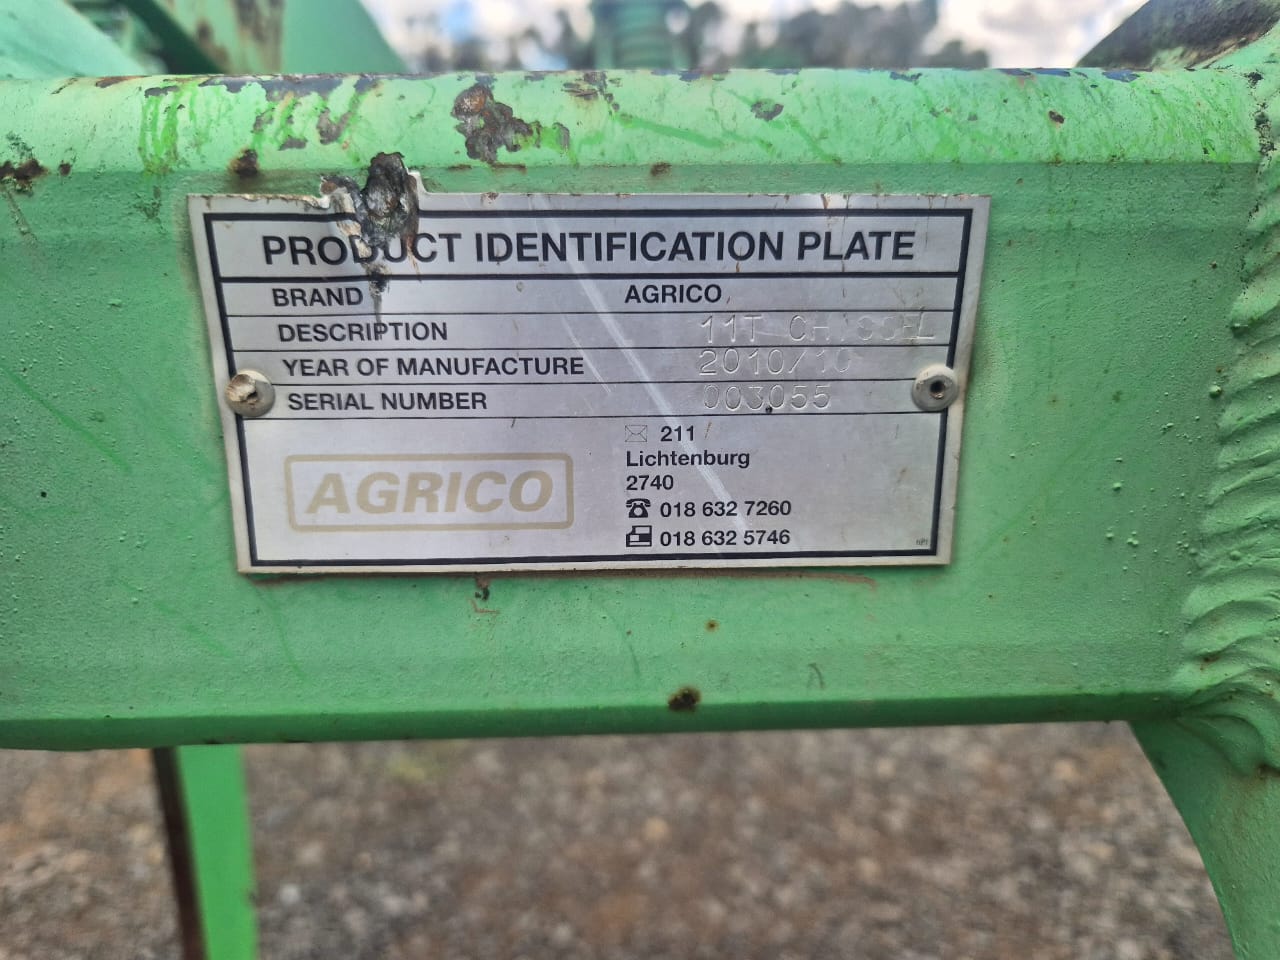 PRODUCT IDENTIFICATION PLATE
BRAND AGRICO
DESCRIPTION 11T CHISSEL
YEAR OF MANUFACTURE 2010/10
SERIAL NUMBER 003055
211
Lichtenburg
2740
AGRICO
018 632 7260
018 632 5746